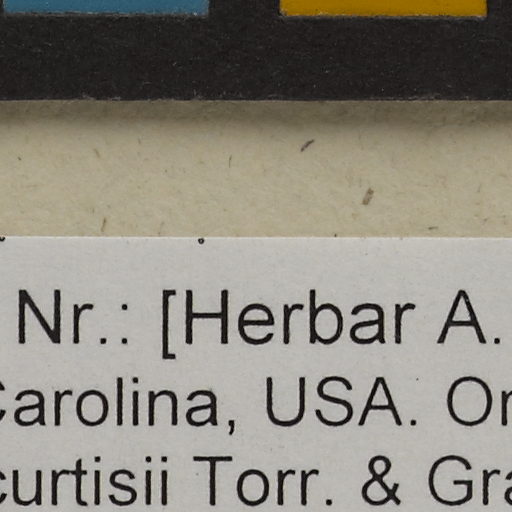 Nr.: [Herbar A.
Carolina, USA. Or
curtisii Torr. & Gra